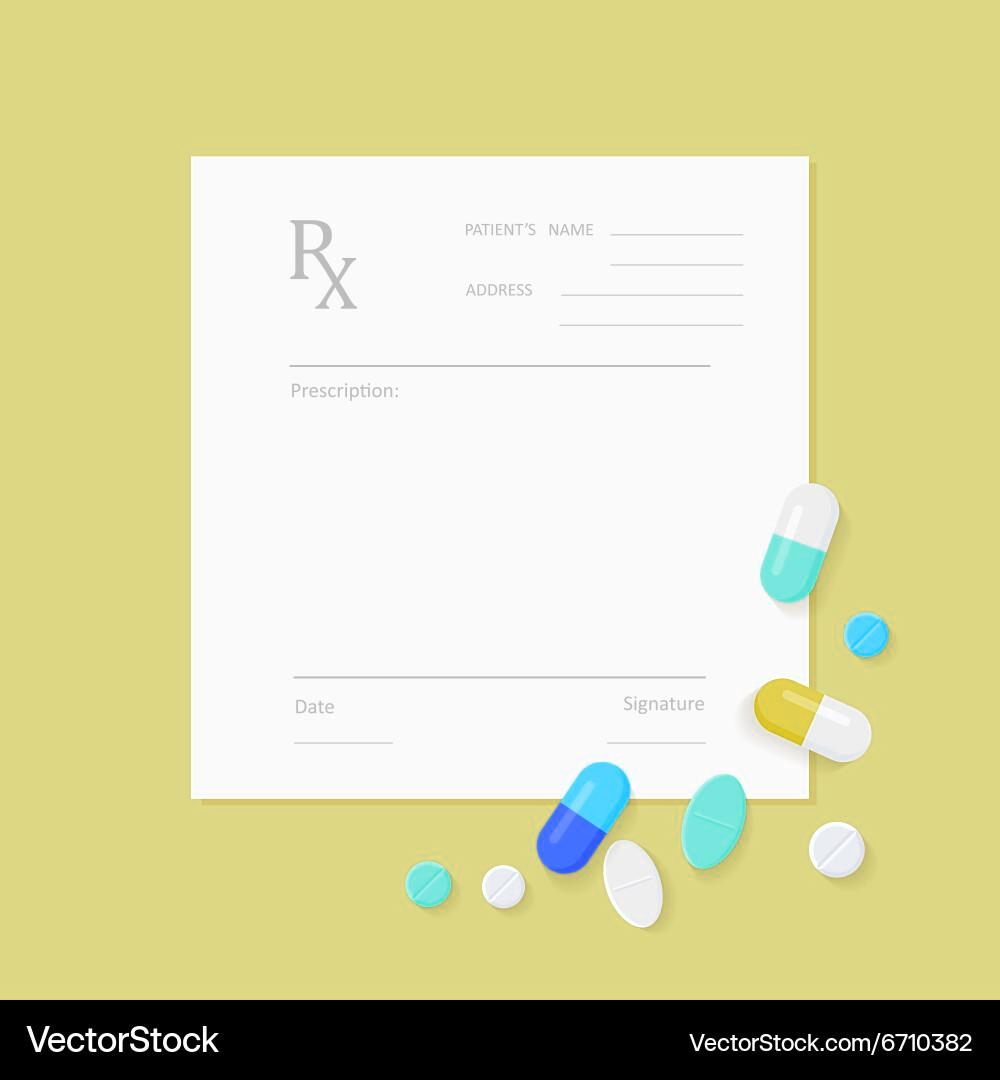 Rx
PATIENT'S NAME
ADDRESS
Prescription:
Date
Signature
VectorStock
VectorStock.com/6710382